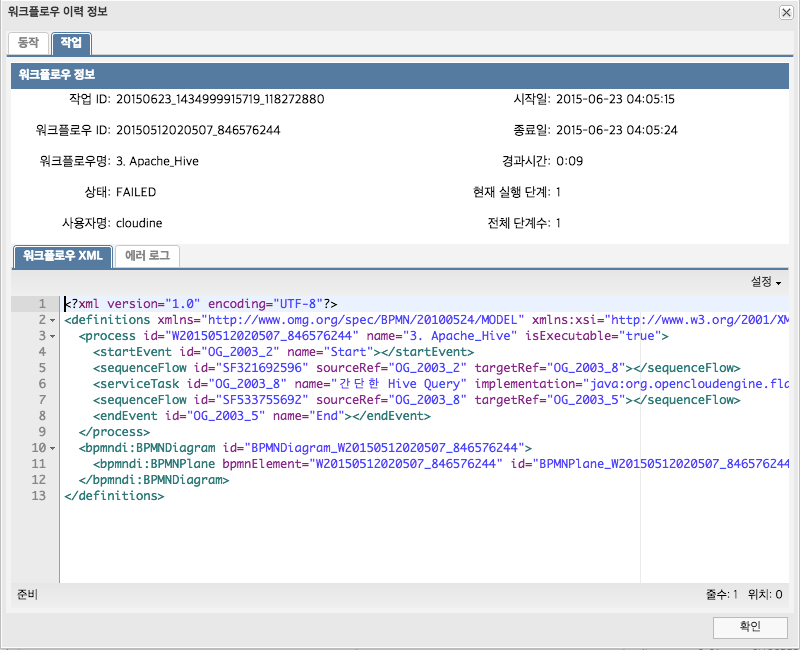 워크플로우 이력 정보
동작 작업
워크플로우 정보
작업 ID: 20150623_1434999915719_118272880 시작일: 2015-06-23 04:05:15
워크플로우 ID: 20150512020507_846576244 종료일: 2015-06-23 04:05:24
워크플로우명: 3. Apache_Hive 경과시간: 0:09
상태: FAILED 현재 실행 단계: 1
사용자명: cloudine 전체 단계수: 1
워크플로우 XML 에러 로그
설정
1 <?xml version="1.0" encoding="UTF-8"?>
2 <definitions xmlns="http://www.omg.org/spec/BPMN/20100524/MODEL" xmlns:xsi="http://www.w3.org/2001/XM
3 <process id="W20150512020507_846576244" name="3. Apache_Hive" isExecutable="true">
4 <startEvent id="OG_2003_2" name="Start"></startEvent>
5 <sequenceFlow id="SF321692596" sourceRef="OG_2003_2" targetRef="OG_2003_8"></sequenceFlow>
6 <serviceTask id="OG_2003_8" name="간단한 Hive Query" implementation="java:org.opencloudengine.fla
7 <sequenceFlow id="SF533755692" sourceRef="OG_2003_8" targetRef="OG_2003_5"></sequenceFlow>
8 <endEvent id="OG_2003_5" name="End"></endEvent>
9 </process>
10 <bpmndi:BPMNDiagram id="BPMNDiagram_W20150512020507_846576244">
11 <bpmndi:BPMNPlane bpmnElement="W20150512020507_846576244" id="BPMNPlane_W20150512020507_846576244
12 </bpmndi:BPMNDiagram>
13 </definitions>
준비 줄수: 1 위치: 0
확인